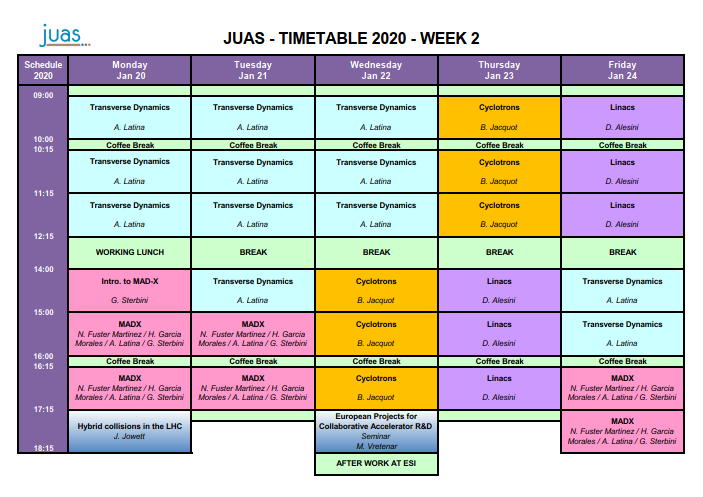 juas...
JUAS - TIMETABLE 2020 - WEEK 2
Schedule 2020 Monday Jan 20 Tuesday Jan 21 Wednesday Jan 22 Thursday Jan 23 Friday Jan 24
09:00
Transverse Dynamics Transverse Dynamics Transverse Dynamics Cyclotrons Linacs
A. Latina A. Latina A. Latina B. Jacquot D. Alesini
10:00 Coffee Break Coffee Break Coffee Break Coffee Break Coffee Break
10:15
Transverse Dynamics Transverse Dynamics Transverse Dynamics Cyclotrons Linacs
A. Latina A. Latina A. Latina B. Jacquot D. Alesini
11:15
Transverse Dynamics Transverse Dynamics Transverse Dynamics Cyclotrons Linacs
A. Latina A. Latina A. Latina B. Jacquot D. Alesini
12:15
WORKING LUNCH BREAK BREAK BREAK BREAK
14:00
Intro. to MAD-X Transverse Dynamics Cyclotrons Linacs Transverse Dynamics
G. Sterbini A. Latina B. Jacquot D. Alesini A. Latina
15:00
MADX MADX Cyclotrons Linacs Transverse Dynamics
N. Fuster Martinez / H. Garcia N. Fuster Martinez / H. Garcia
Morales / A. Latina / G. Sterbini Morales / A. Latina / G. Sterbini B. Jacquot D. Alesini A. Latina
16:00 Coffee Break Coffee Break Coffee Break Coffee Break Coffee Break
16:15
MADX MADX Cyclotrons Linacs MADX
N. Fuster Martinez / H. Garcia N. Fuster Martinez / H. Garcia N. Fuster Martinez / H. Garcia
Morales / A. Latina / G. Sterbini Morales / A. Latina / G. Sterbini B. Jacquot D. Alesini Morales / A. Latina / G. Sterbini
17:15
Hybrid collisions in the LHC
J. Jowett
European Projects for
Collaborative Accelerator R&D
Seminar
M. Vretenar
MADX
N. Fuster Martinez / H. Garcia
Morales / A. Latina / G. Sterbini
18:15
AFTER WORK AT ESI